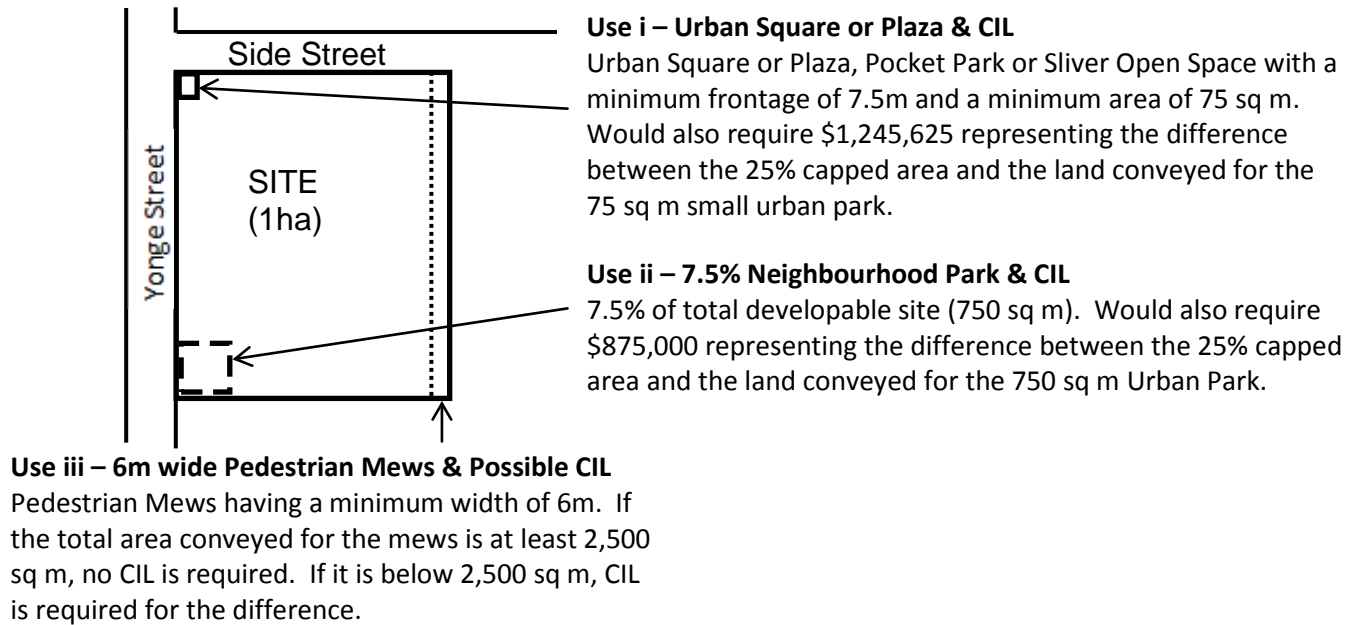 Side Street
Yonge Street
SITE
(1ha)
Use i – Urban Square or Plaza & CIL
Urban Square or Plaza, Pocket Park or Sliver Open Space with a
minimum frontage of 7.5m and a minimum area of 75 sq m.
Would also require $1,245,625 representing the difference
between the 25% capped area and the land conveyed for the
75 sq m small urban park.
Use ii – 7.5% Neighbourhood Park & CIL
7.5% of total developable site (750 sq m).  Would also require
$875,000 representing the difference between the 25% capped
area and the land conveyed for the 750 sq m Urban Park.
Use iii – 6m wide Pedestrian Mews & Possible CIL
Pedestrian Mews having a minimum width of 6m.  If
the total area conveyed for the mews is at least 2,500
sq m, no CIL is required.  If it is below 2,500 sq m, CIL
is required for the difference.